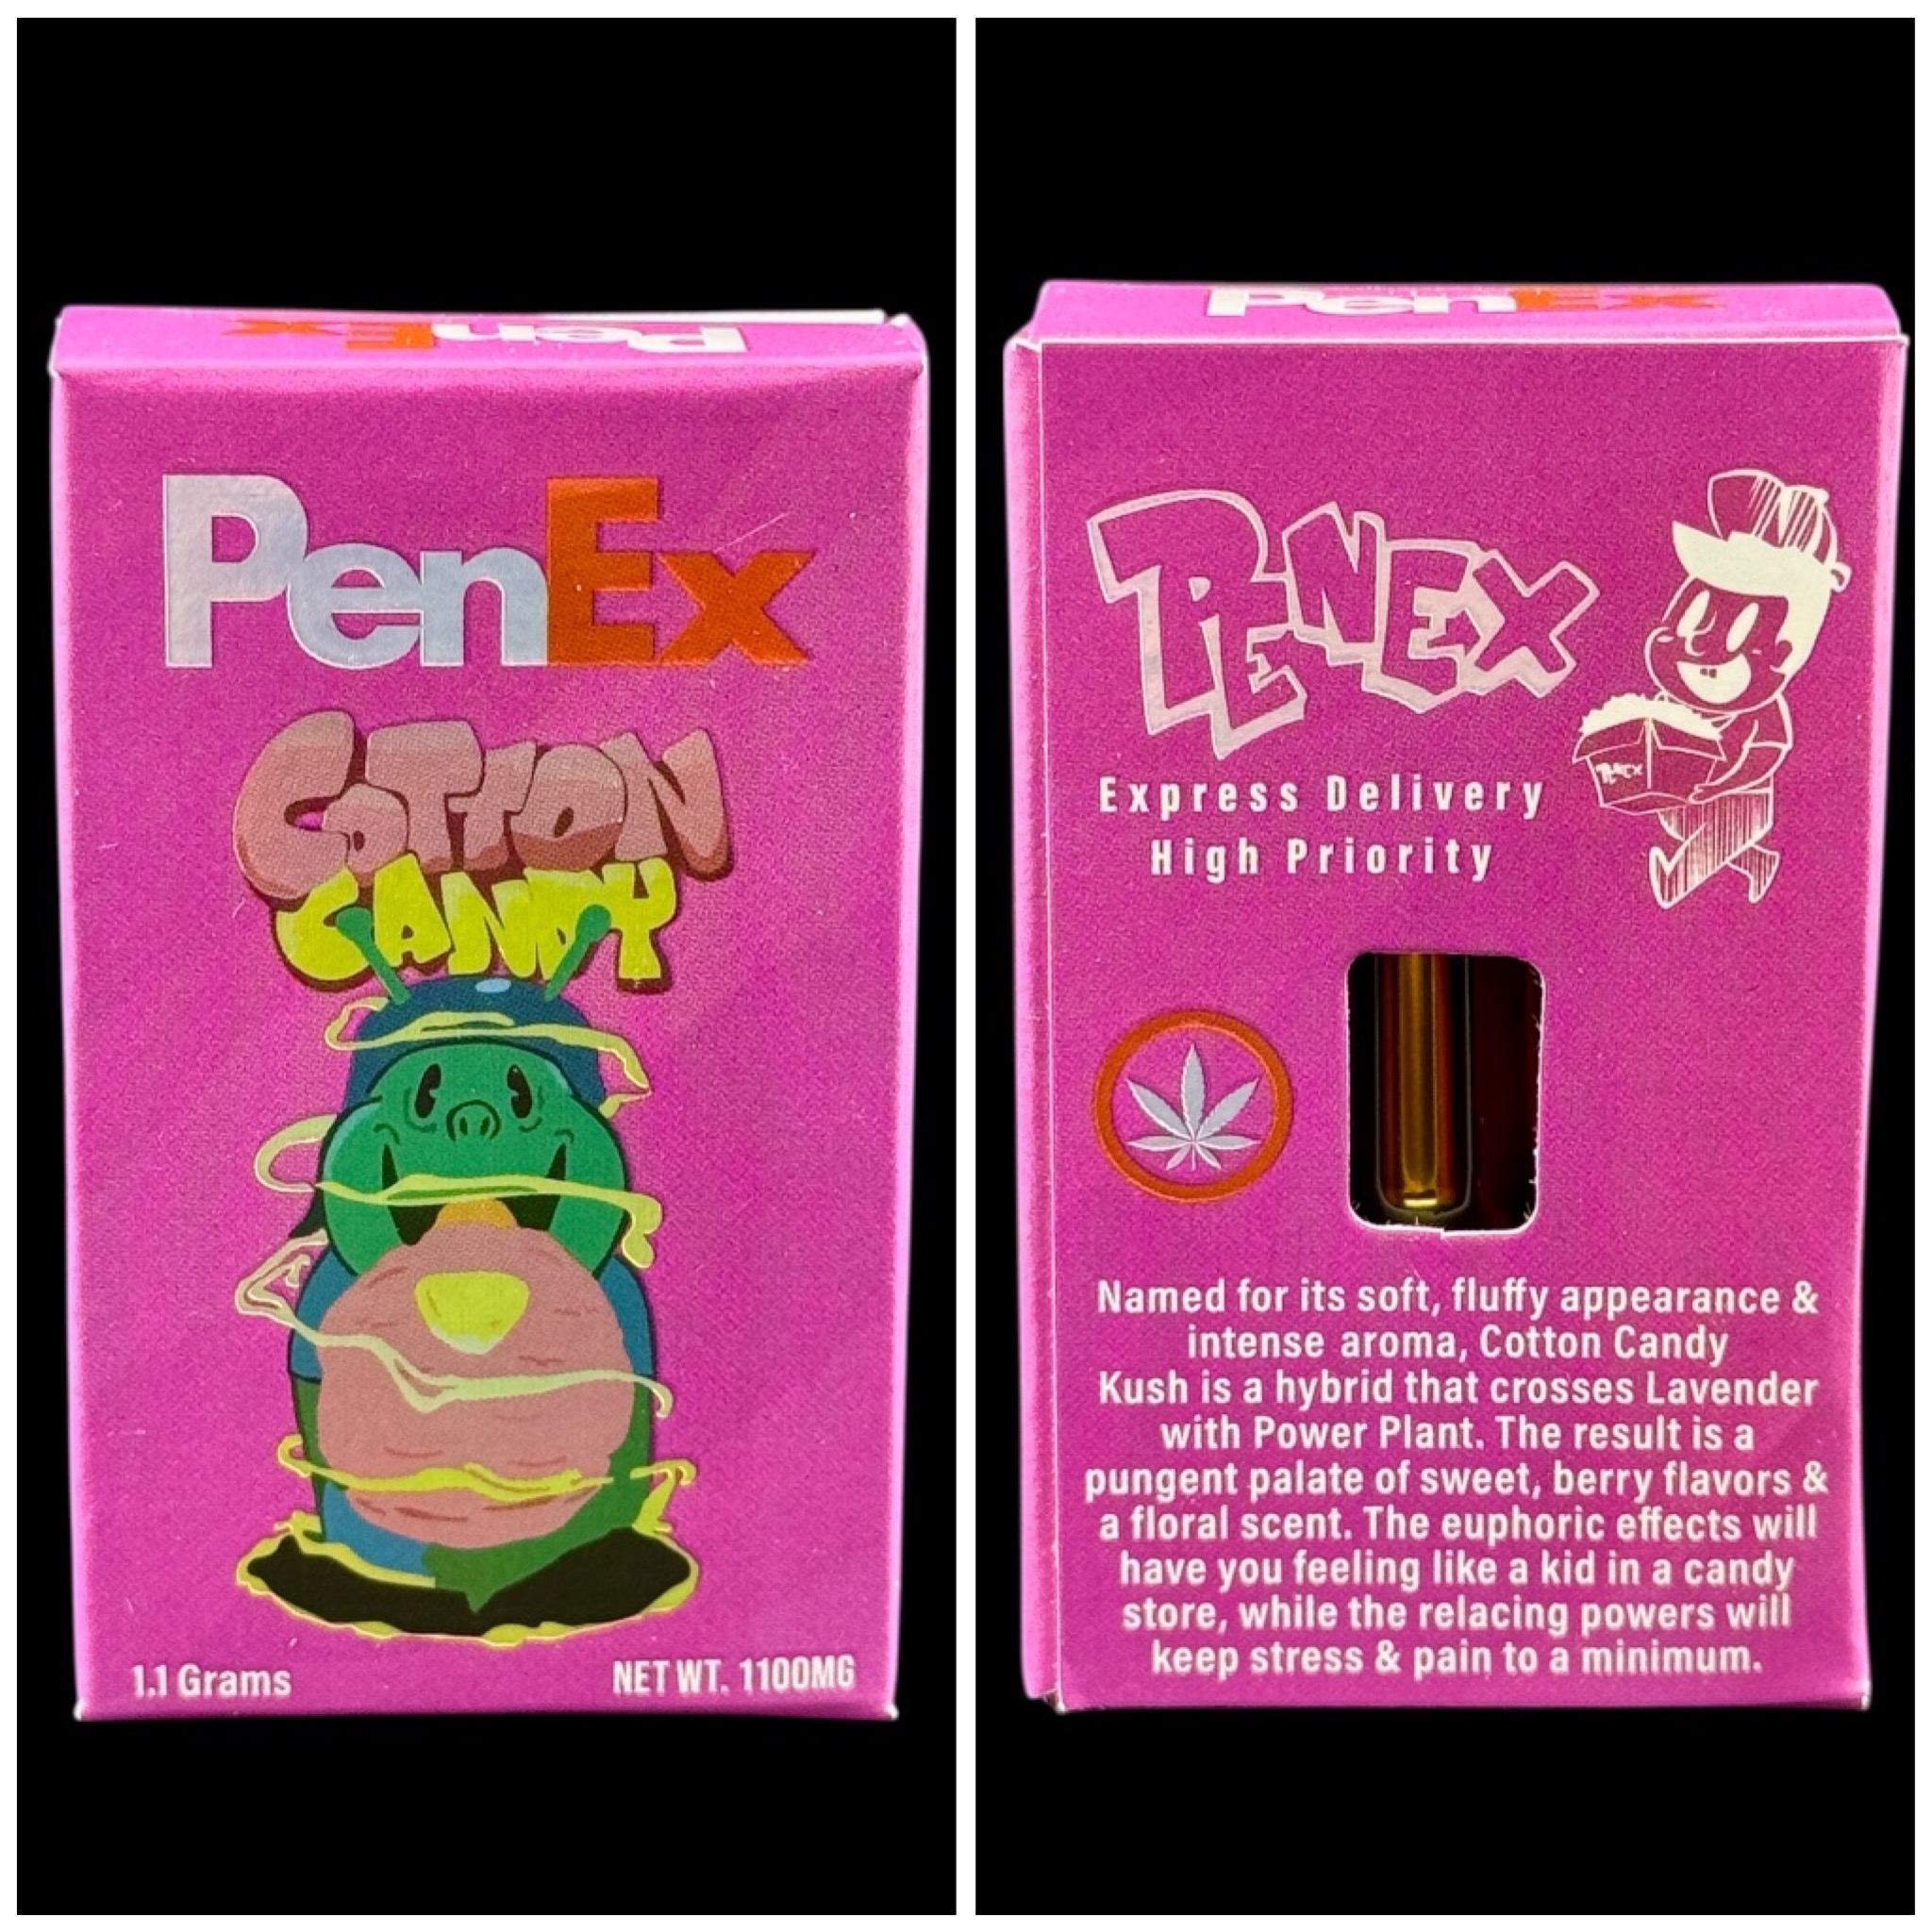 PenEx
PenEx
COTTON
CANDY
1.1 Grams
NET WT. 1100MG
PenEx
PENEX
PENEX
Express Delivery
High Priority
Named for its soft, fluffy appearance &
intense aroma, Cotton Candy
Kush is a hybrid that crosses Lavender
with Power Plant. The result is a
pungent palate of sweet, berry flavors &
a floral scent. The euphoric effects will
have you feeling like a kid in a candy
store, while the relacing powers will
keep stress & pain to a minimum.